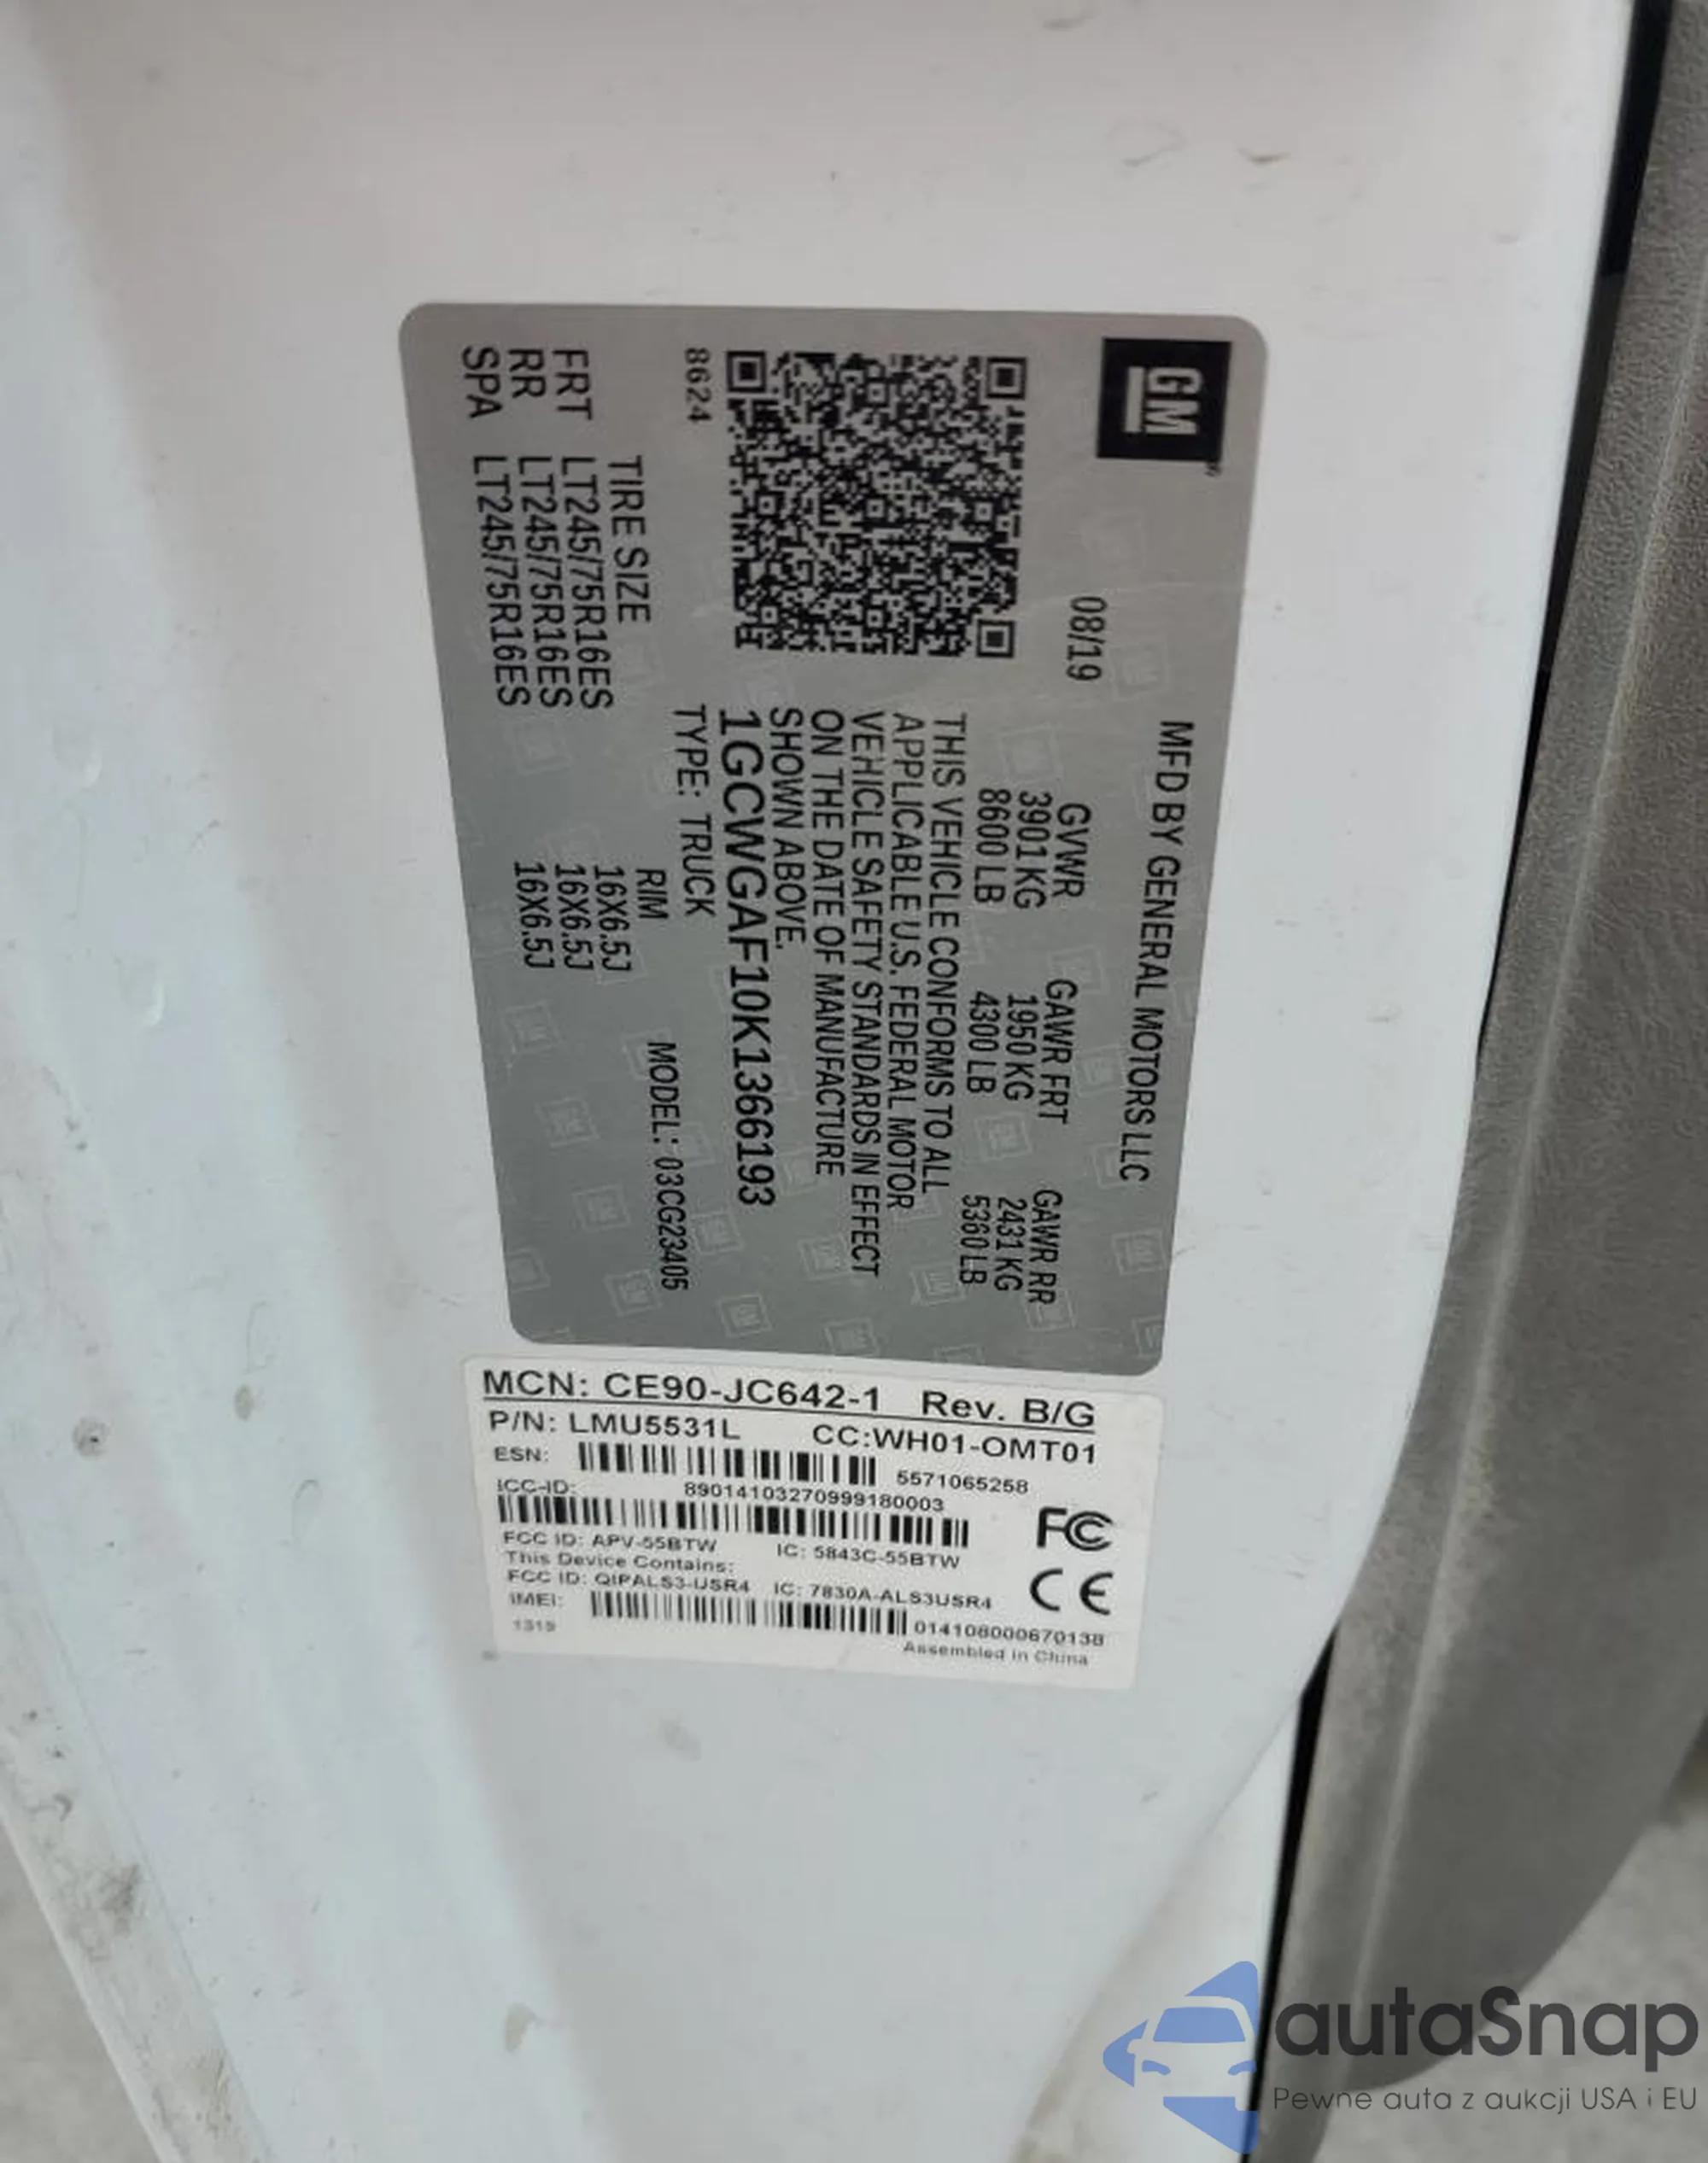 GM
MFD BY GENERAL MOTORS LLC
08/19
GVWR GAWR FRT GAWR RR
3901 KG 1950 KG 2431 KG
8600 LB 4300 LB 5360 LB
THIS VEHICLE CONFORMS TO ALL
APPLICABLE U.S. FEDERAL MOTOR
VEHICLE SAFETY STANDARDS IN EFFECT
ON THE DATE OF MANUFACTURE
SHOWN ABOVE.
1GCWGAF10K1366193
8624
TYPE: TRUCK
MODEL: 03CG23405
TIRE SIZE RIM
FRT LT245/75R16ES 16X6.5J
RR LT245/75R16ES 16X6.5J
SPA LT245/75R16ES 16X6.5J
MCN: CE90-JC642-1 Rev. B/G
P/N: LMU5531L CC:WH01-OMT01
ESN: 5571065258
ICC-ID: 89014103270999180003
FCC ID: APV-55BTW IC: 5843C-55BTW
This Device Contains:
FCC ID: QIPALS3-USR4 IC: 7830A-ALS3USR4
IMEI: 014108000670138
1319 Assembled in China
FCC
CE
autaSnap
Pewne auta z aukcji USA i EU